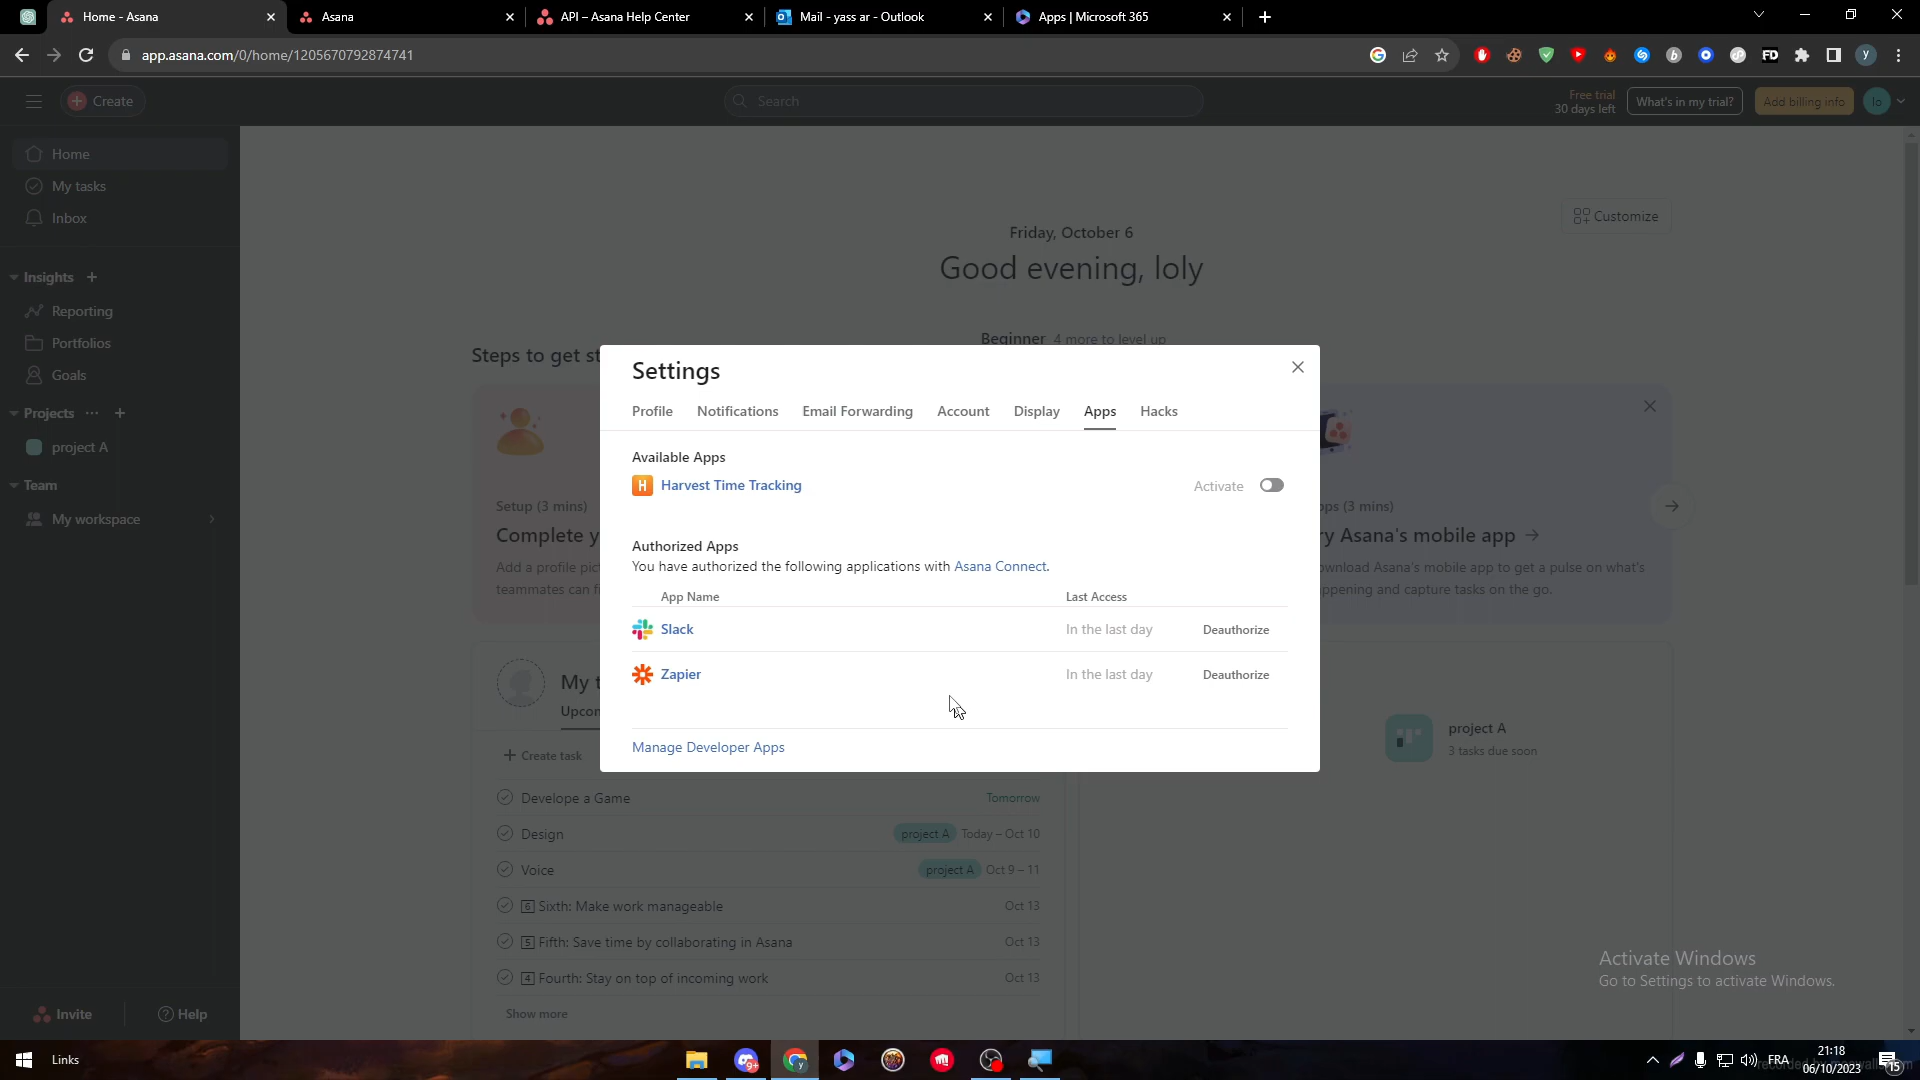 Home - Asana
Asana
API – Asana Help Center
Mail - yass ar - Outlook
Apps | Microsoft 365
app.asana.com/0/home/1205670792874741
Create
Search
Free trial
30 days left
What's in my trial?
Add billing info
lo
Home
My tasks
Inbox
Insights
Reporting
Portfolios
Goals
Projects
project A
Team
My workspace
Invite
Help
Customize
Friday, October 6
Good evening, loly
Beginner 4 more to level up
Steps to get st
Setup (3 mins)
Complete y
Add a profile pic
teammates can fi
ps (3 mins)
ry Asana's mobile app
ownload Asana's mobile app to get a pulse on what's
ppening and capture tasks on the go.
Settings
Profile
Notifications
Email Forwarding
Account
Display
Apps
Hacks
Available Apps
Harvest Time Tracking
Activate
Authorized Apps
You have authorized the following applications with Asana Connect.
App Name
Last Access
Slack
In the last day
Deauthorize
Zapier
In the last day
Deauthorize
Manage Developer Apps
My t
Upcon
Create task
Develope a Game
Tomorrow
Design
project A
Today – Oct 10
Voice
project A
Oct 9 – 11
6 Sixth: Make work manageable
Oct 13
5 Fifth: Save time by collaborating in Asana
Oct 13
4 Fourth: Stay on top of incoming work
Oct 13
Show more
project A
3 tasks due soon
Activate Windows
Go to Settings to activate Windows.
Links
FRA
21:18
06/10/2023
15